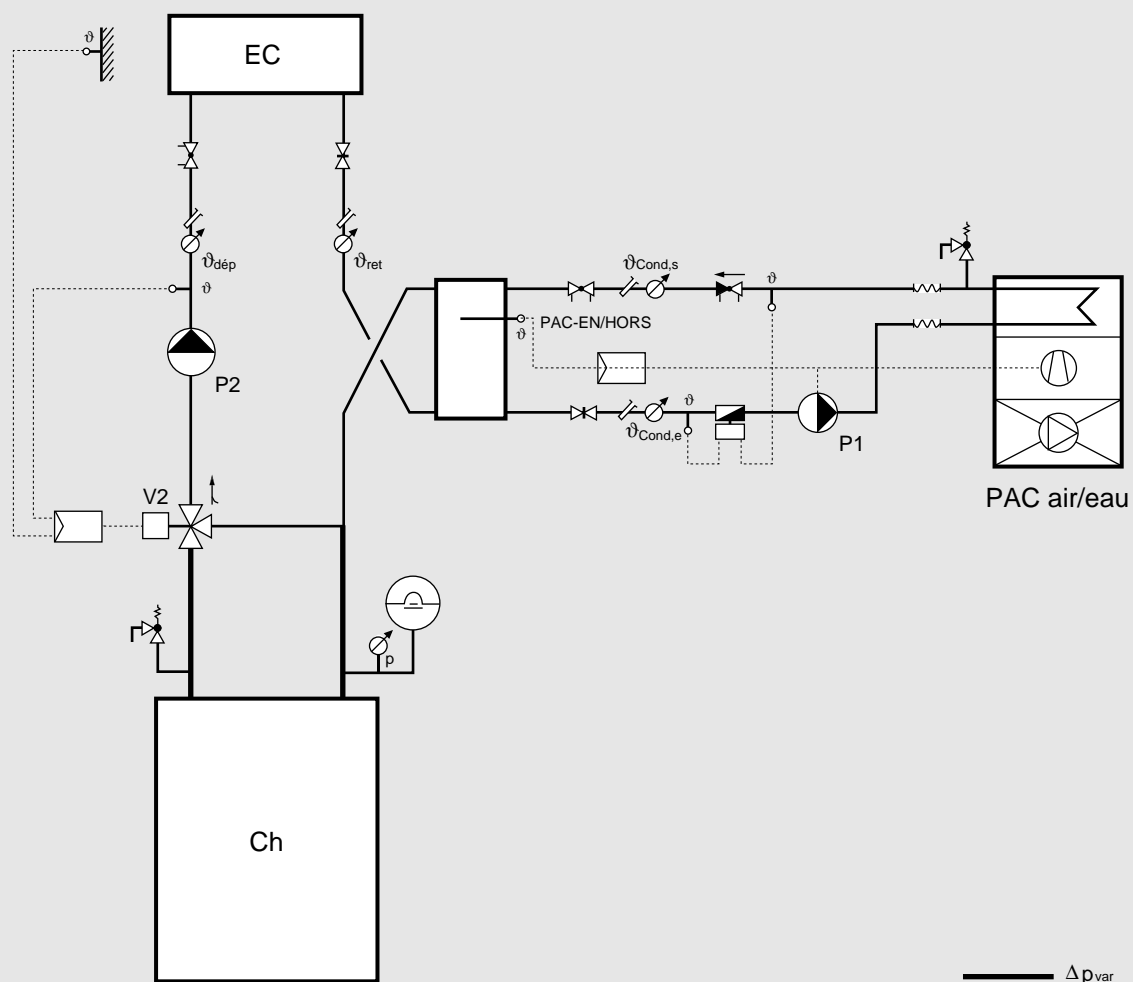 ϑ
EC
ϑdép
ϑret
ϑCond,s
ϑ
ϑ
PAC-EN/HORS
ϑ
P2
ϑ
ϑCond,e
P1
PAC air/eau
V2
p
Ch
Δpvar